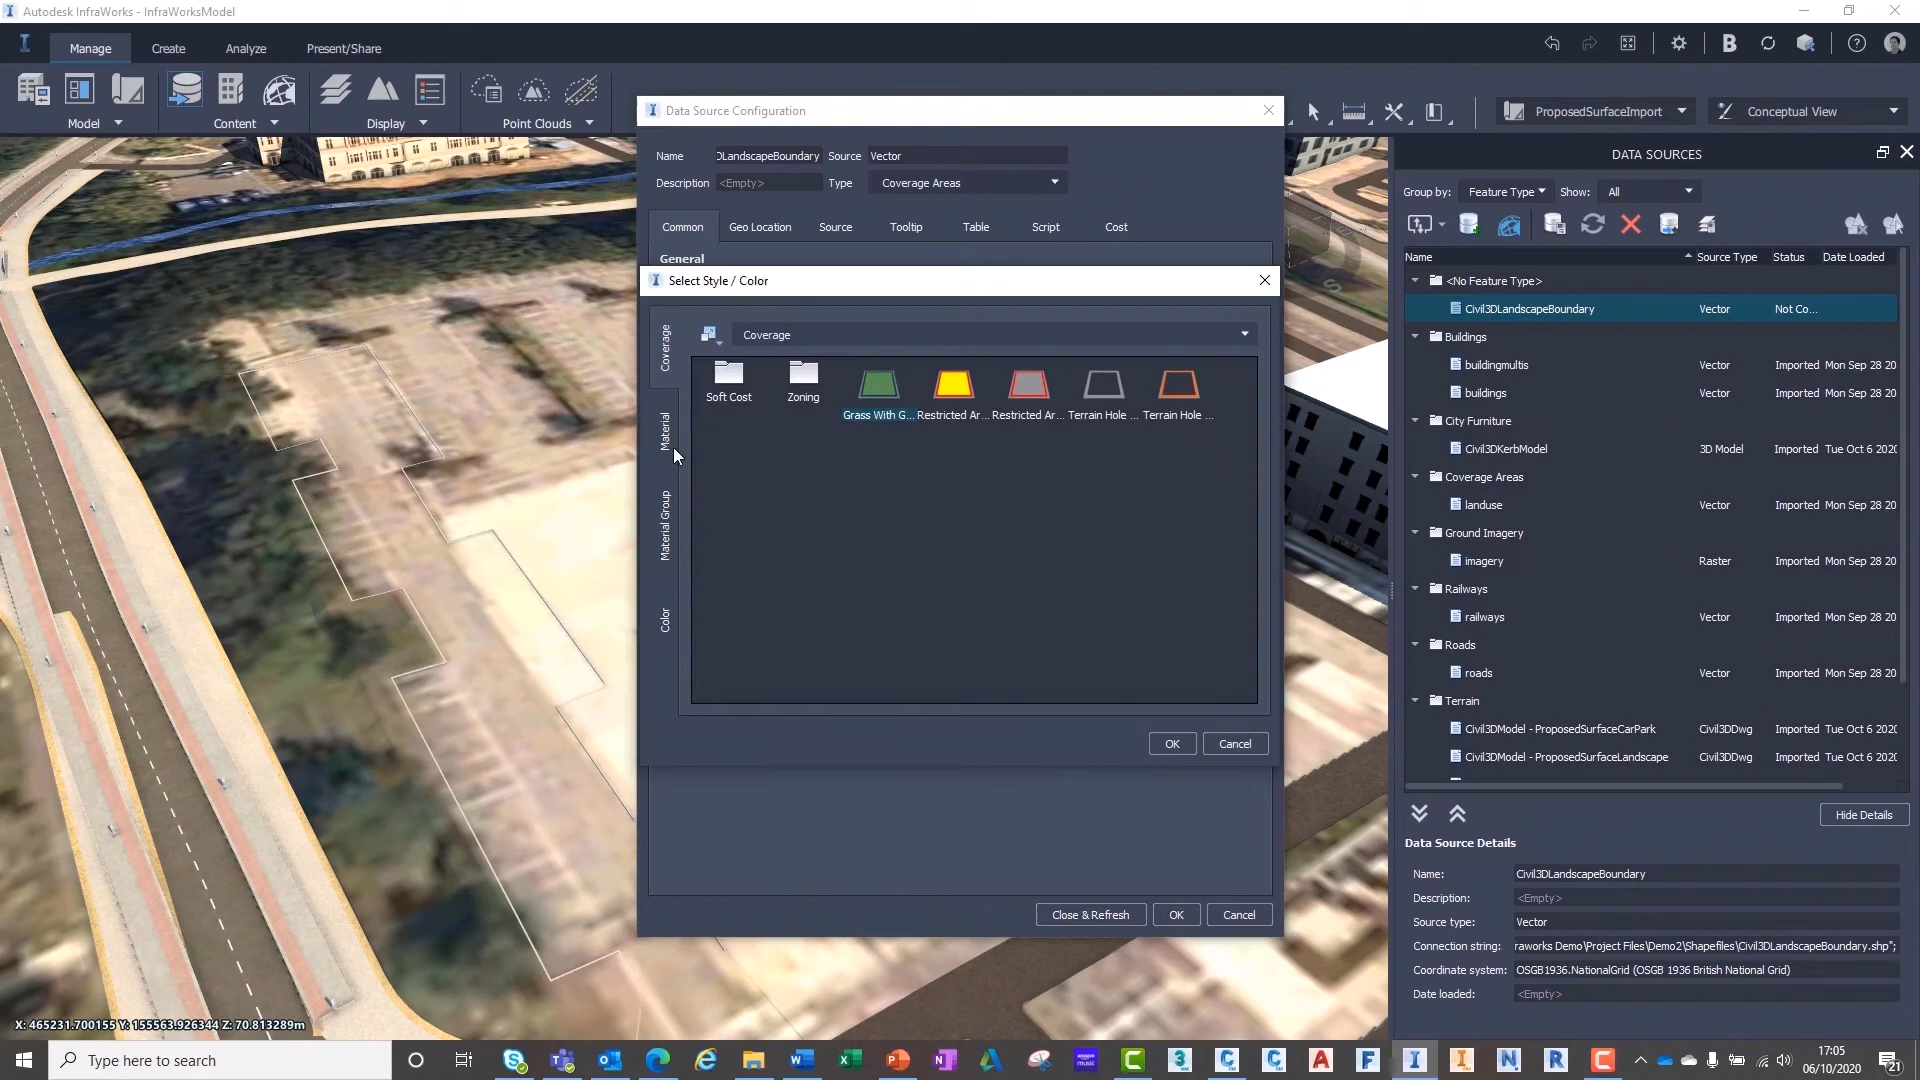 Autodesk InfraWorks - InfraWorksModel
Manage Create Analyze Present/Share
Model Content Display Point Clouds
ProposedSurfaceImport Conceptual View
Data Source Configuration
Name DLandscapeBoundary Source Vector
Description <Empty> Type Coverage Areas
Common Geo Location Source Tooltip Table Script Cost
General
Select Style / Color
Coverage
Material
Material Group
Color
Coverage
Soft Cost
Zoning
Grass With G...
Restricted Ar...
Restricted Ar...
Terrain Hole ...
Terrain Hole ...
OK Cancel
Close & Refresh OK Cancel
DATA SOURCES
Group by: Feature Type Show: All
Name Source Type Status Date Loaded
<No Feature Type>
Civil3DLandscapeBoundary Vector Not Co...
Buildings
buildingmultis Vector Imported Mon Sep 28 20
buildings Vector Imported Mon Sep 28 20
City Furniture
Civil3DKerbModel 3D Model Imported Tue Oct 6 2020
Coverage Areas
landuse Vector Imported Mon Sep 28 20
Ground Imagery
imagery Raster Imported Mon Sep 28 20
Railways
railways Vector Imported Mon Sep 28 20
Roads
roads Vector Imported Mon Sep 28 20
Terrain
Civil3DModel - ProposedSurfaceCarPark Civil3DDwg Imported Tue Oct 6 2020
Civil3DModel - ProposedSurfaceLandscape Civil3DDwg Imported Tue Oct 6 2020
Hide Details
Data Source Details
Name: Civil3DLandscapeBoundary
Description: <Empty>
Source type: Vector
Connection string: raworks Demo\Project Files\Demo2\Shapefiles\Civil3DLandscapeBoundary.shp";
Coordinate system: OSGB1936.NationalGrid (OSGB 1936 British National Grid)
Date loaded: <Empty>
X: 465231.700155 Y: 155563.926344 Z: 70.813289m
Type here to search
17:05
06/10/2020
21